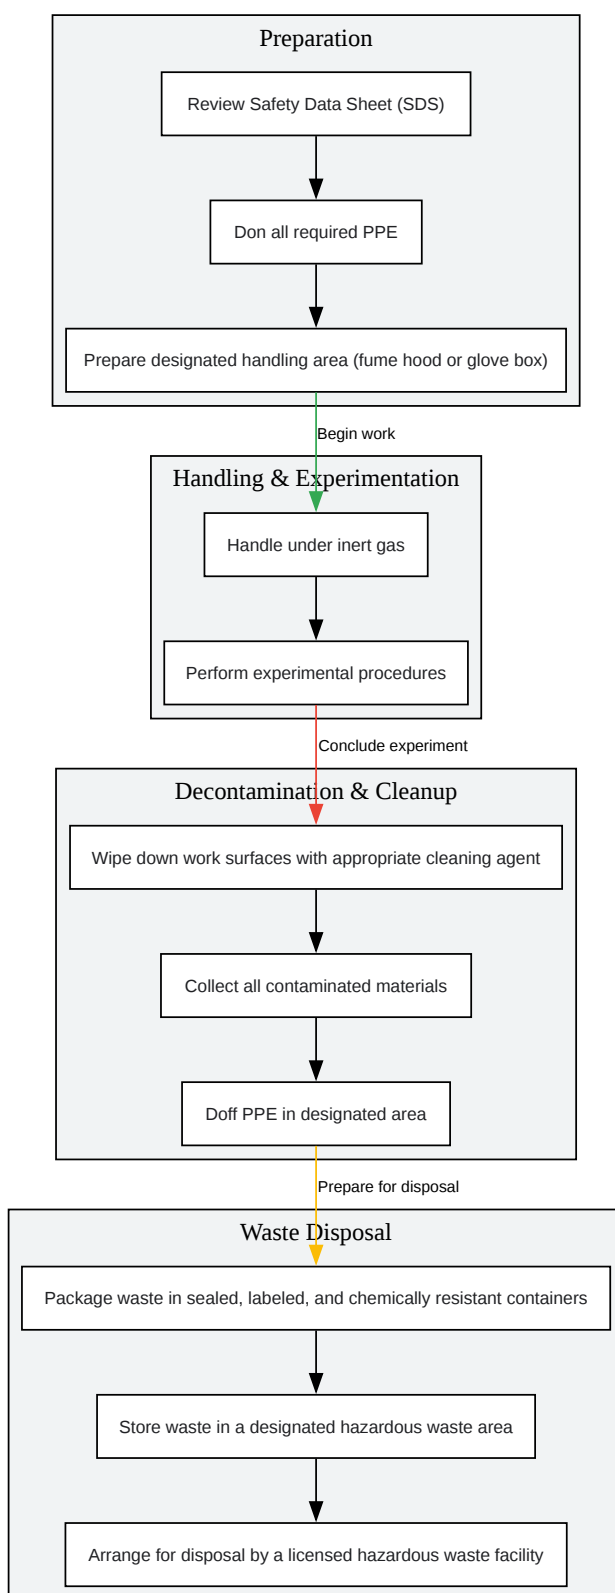 Preparation
Review Safety Data Sheet (SDS)
Don all required PPE
Prepare designated handling area (fume hood or glove box)
Begin work
Handling & Experimentation
Handle under inert gas
Perform experimental procedures
Conclude experiment
Decontamination & Cleanup
Wipe down work surfaces with appropriate cleaning agent
Collect all contaminated materials
Doff PPE in designated area
Prepare for disposal
Waste Disposal
Package waste in sealed, labeled, and chemically resistant containers
Store waste in a designated hazardous waste area
Arrange for disposal by a licensed hazardous waste facility